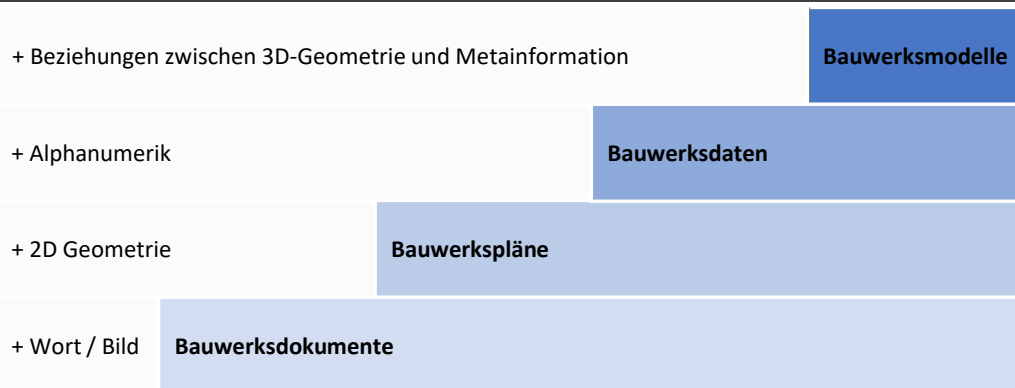 + Beziehungen zwischen 3D-Geometrie und Metainformation Bauwerksmodelle
+ Alphanumerik Bauwerksdaten
+ 2D Geometrie Bauwerkspläne
+ Wort / Bild Bauwerksdokumente